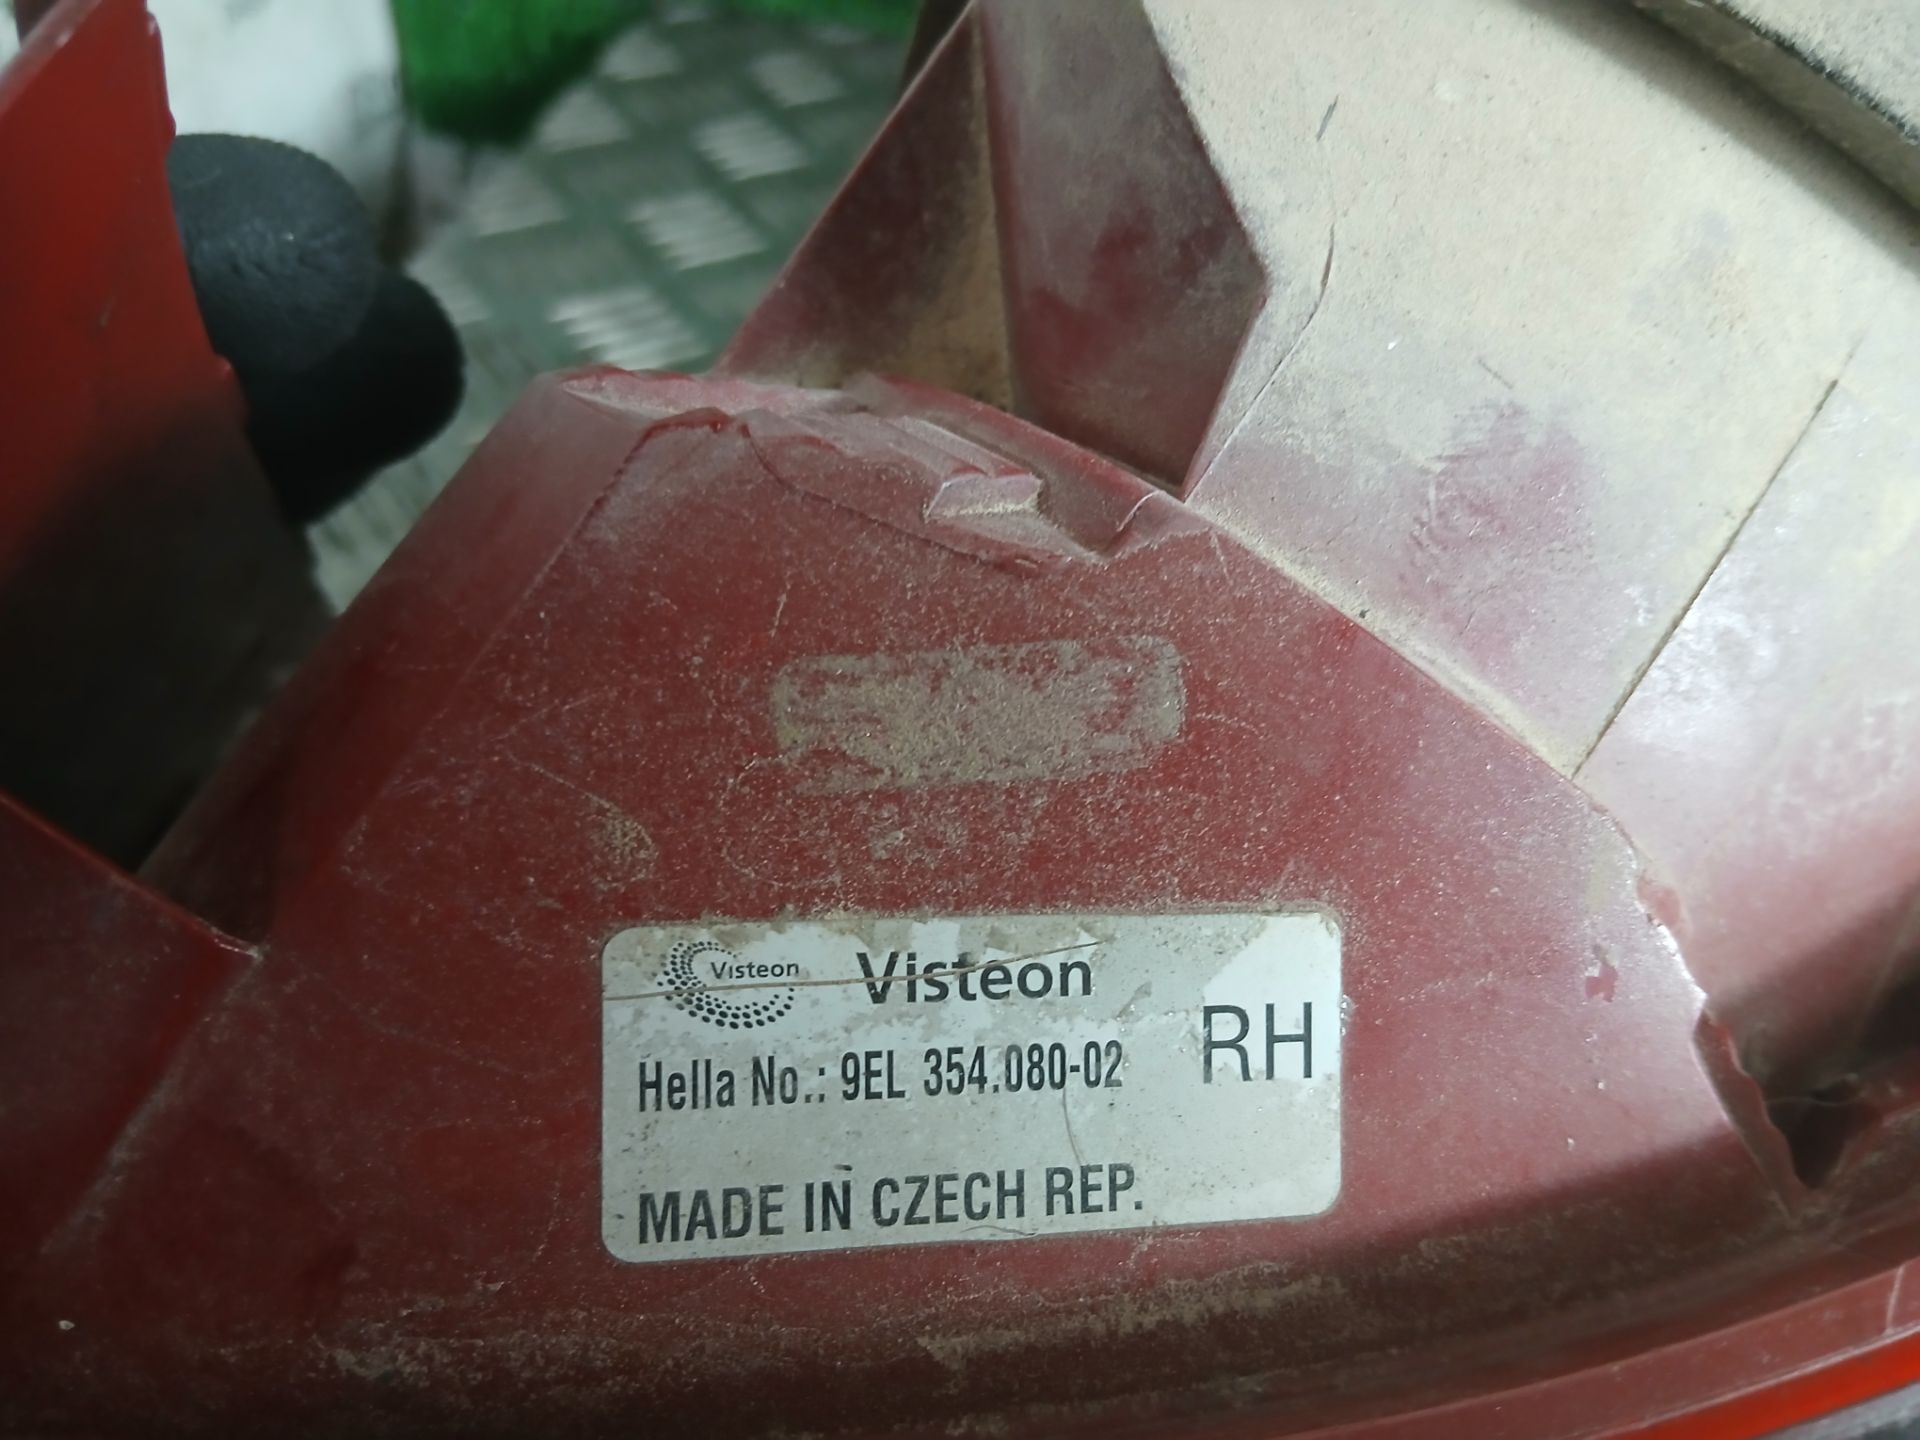 Visteon Visteon
RH
Hella No.: 9EL 354.080-02
MADE IN CZECH REP.